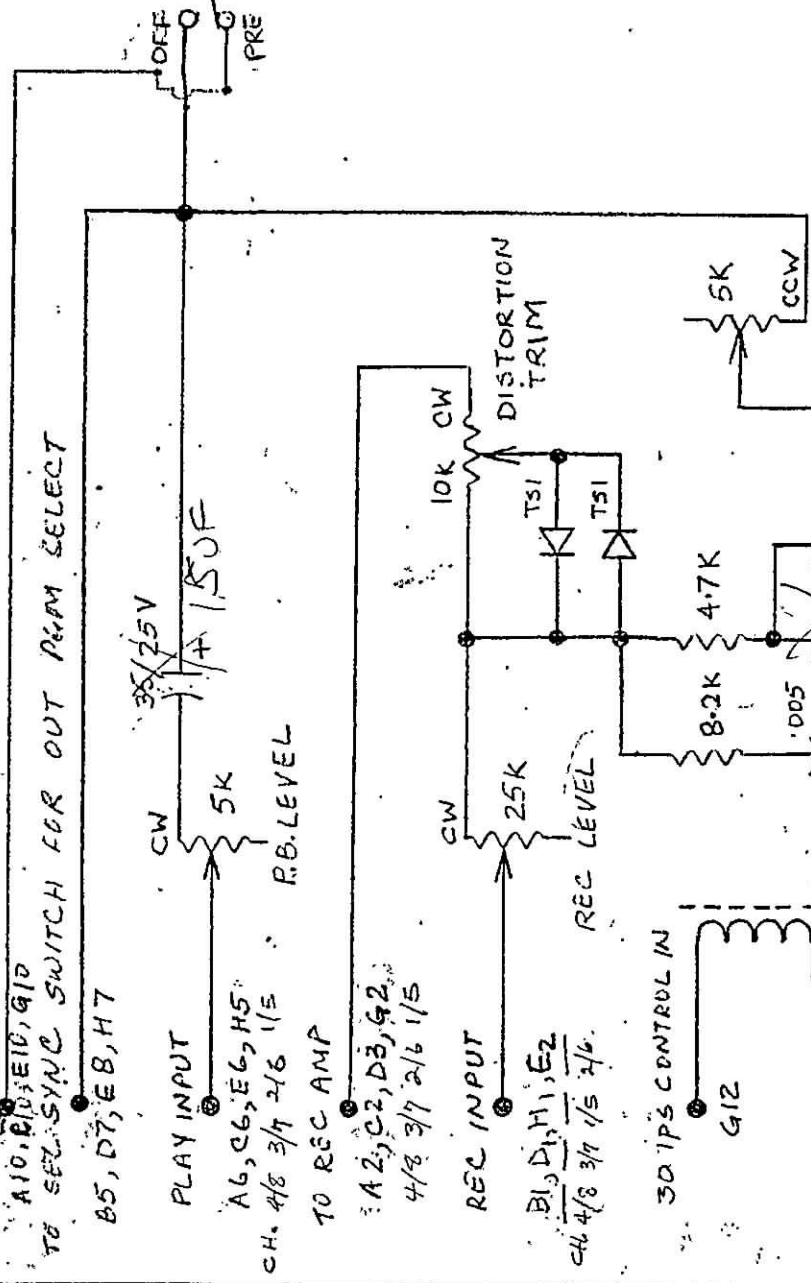 A10, E10, G10
TO SEL SYNC SWITCH FOR OUT PGM SELECT
B5, D7, E8, H7
OFF
PRE
35/25V
+ 15UF
PLAY INPUT
A6, C6, E6, H5
CH. 4/8 3/7 2/6 1/5
CW
5K
P.B. LEVEL
TO REC AMP
A2, C2, D3, G2
4/8 3/7 2/6 1/5
10K CW
DISTORTION
TRIM
TS1
TS1
REC INPUT
B1, D1, H1, E2
CH. 4/8 3/7 1/5 2/6
CW
25K
REC LEVEL
8.2K
4.7K
.005
5K
CCW
30 IPS CONTROL IN
G12